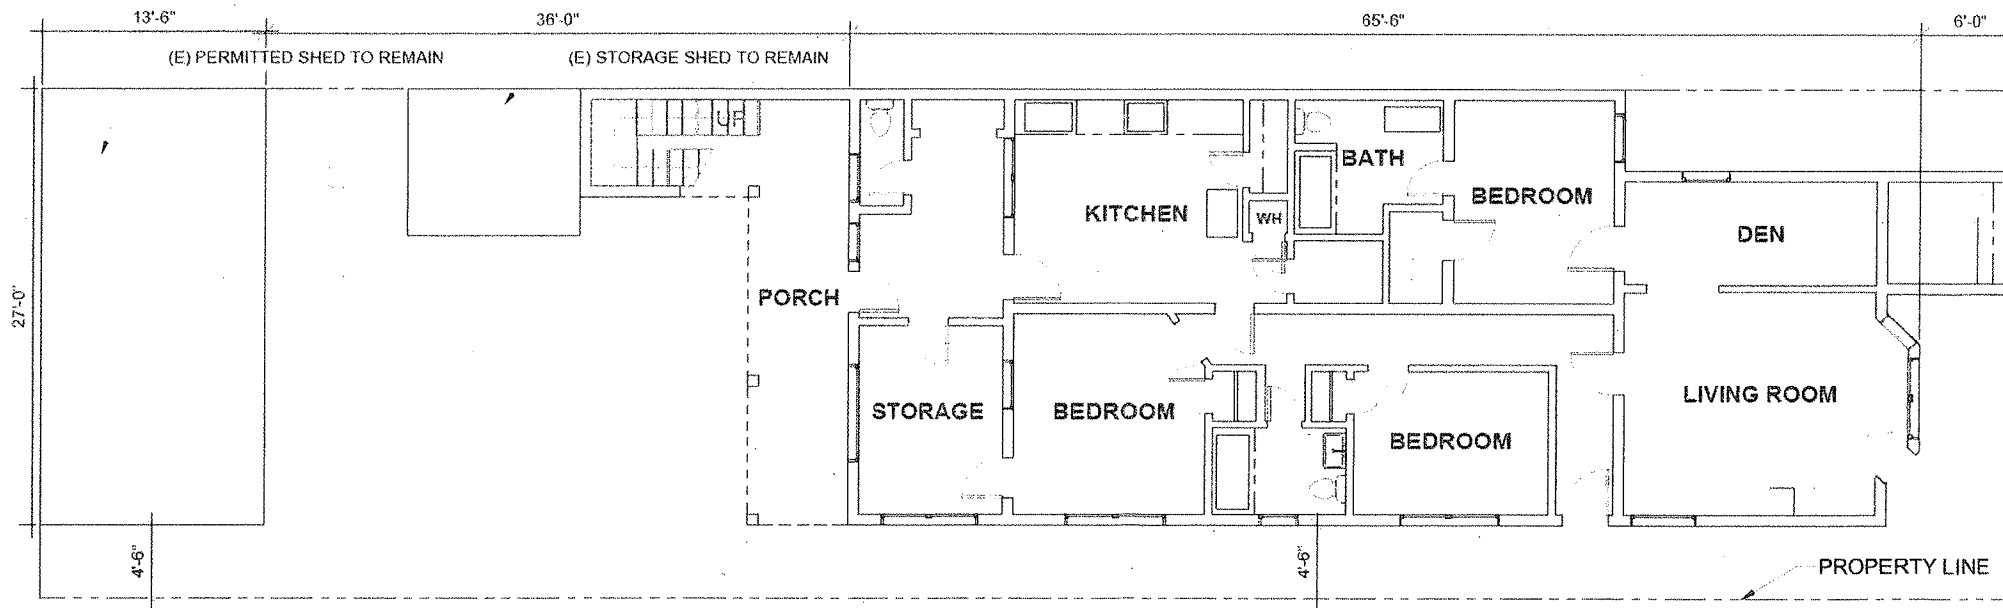 13'-6"
36'-0"
65'-6"
6'-0"
(E) PERMITTED SHED TO REMAIN
(E) STORAGE SHED TO REMAIN
UP
BATH
BEDROOM
KITCHEN
WH
DEN
PORCH
27'-0"
LIVING ROOM
STORAGE
BEDROOM
BEDROOM
4'-6"
4'-6"
PROPERTY LINE